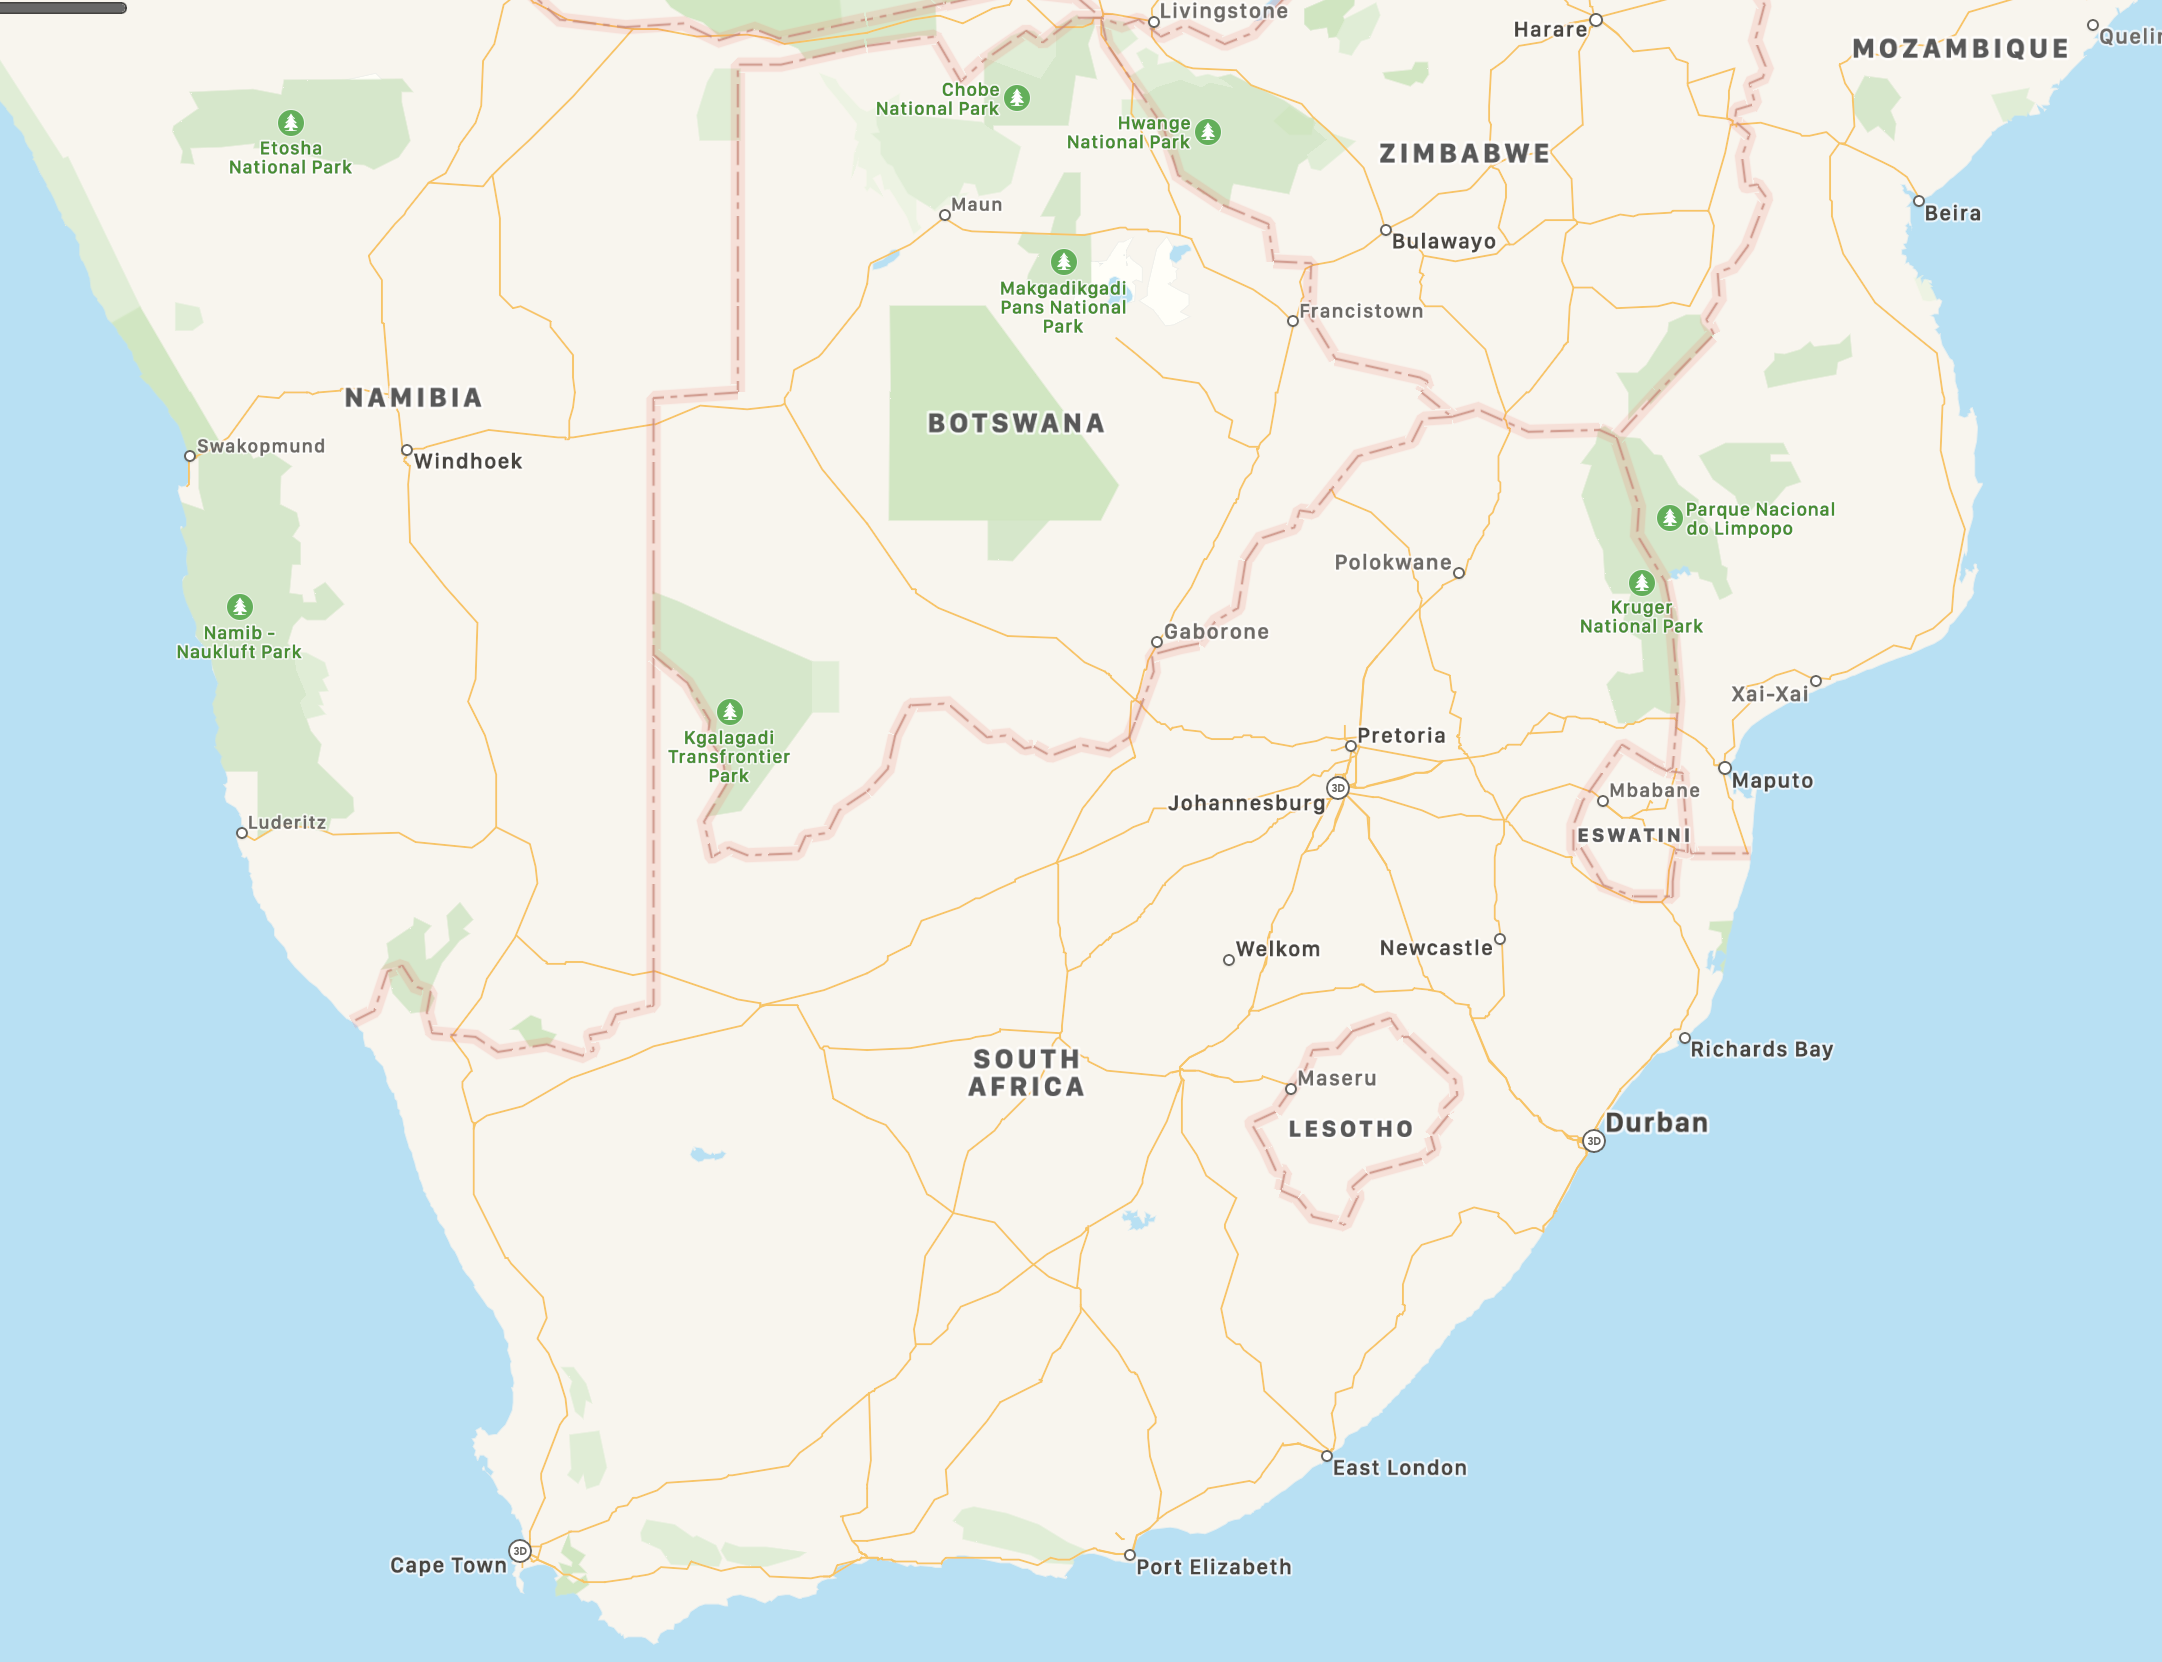 Livingstone
Harare
MOZAMBIQUE
Chobe
National Park
Hwange
National Park
Etosha
National Park
ZIMBABWE
Maun
Beira
Bulawayo
Makgadikgadi
Pans National
Park
Francistown
NAMIBIA
BOTSWANA
Swakopmund
Windhoek
Parque Nacional
do Limpopo
Polokwane
Kruger
National Park
Namib -
Naukluft Park
Gaborone
Xai-Xai
Kgalagadi
Transfrontier
Park
Pretoria
Maputo
Mbabane
3D
Johannesburg
Luderitz
ESWATINI
Welkom
Newcastle
Richards Bay
SOUTH
AFRICA
Maseru
LESOTHO
Durban
3D
East London
3D
Cape Town
Port Elizabeth